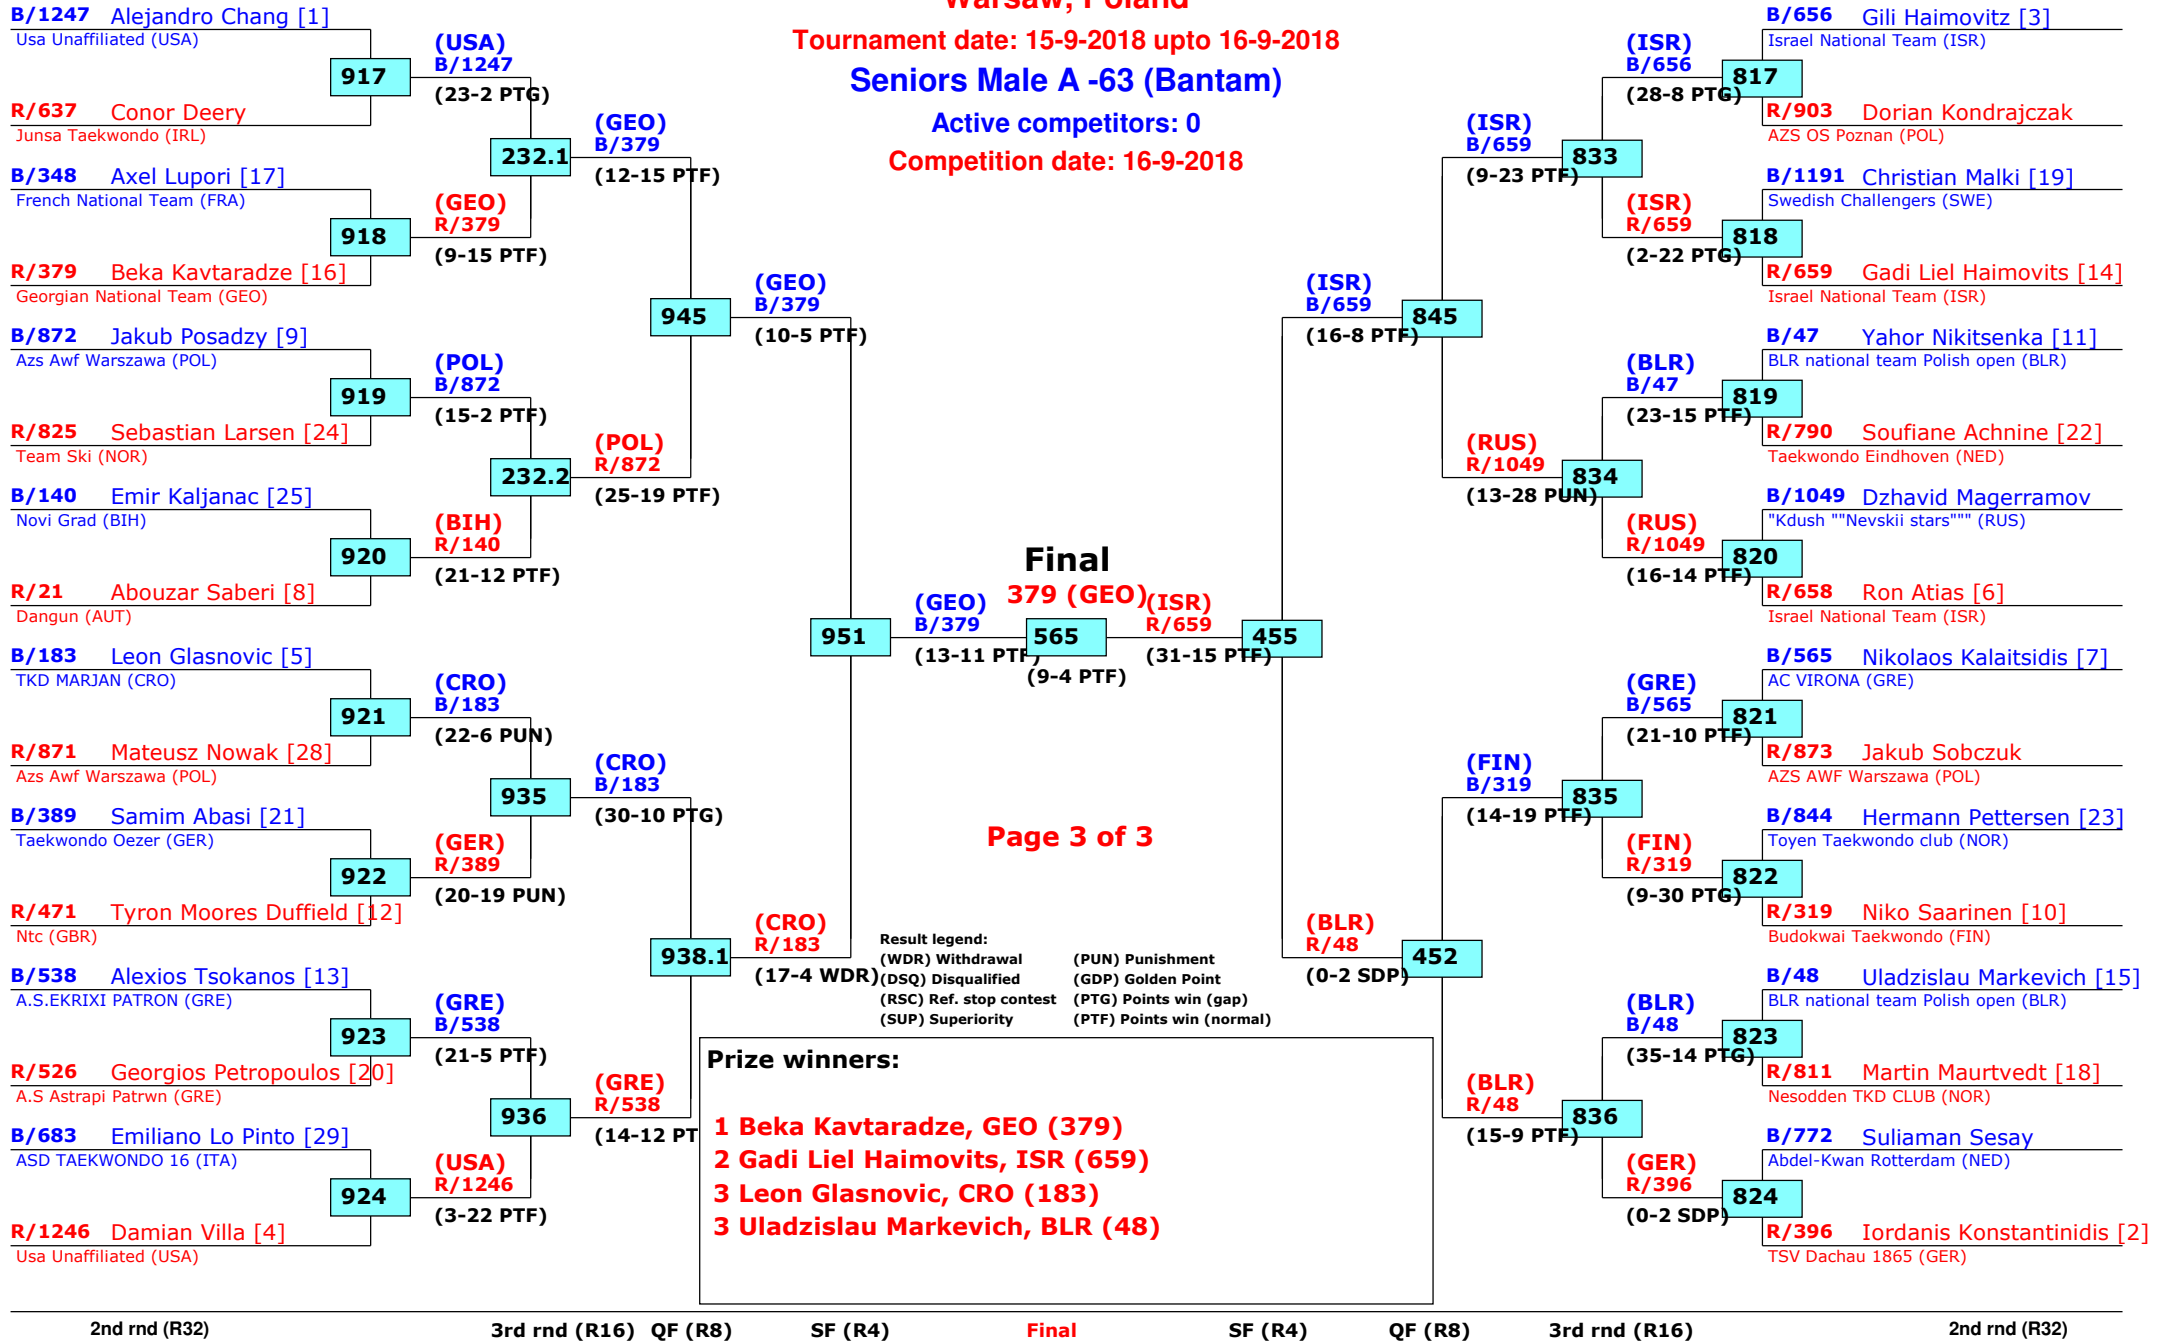 Warsaw, Poland
Tournament date: 15-9-2018 upto 16-9-2018
Seniors Male A -63 (Bantam)
Active competitors: 0
Competition date: 16-9-2018
B/1247 Alejandro Chang [1]
Usa Unaffiliated (USA)
917
R/637 Conor Deery
Junsa Taekwondo (IRL)
B/348 Axel Lupori [17]
French National Team (FRA)
918
R/379 Beka Kavtaradze [16]
Georgian National Team (GEO)
B/872 Jakub Posadzy [9]
Azs Awf Warszawa (POL)
919
R/825 Sebastian Larsen [24]
Team Ski (NOR)
B/140 Emir Kaljanac [25]
Novi Grad (BIH)
920
R/21 Abouzar Saberi [8]
Dangun (AUT)
B/183 Leon Glasnovic [5]
TKD MARJAN (CRO)
921
R/871 Mateusz Nowak [28]
Azs Awf Warszawa (POL)
B/389 Samim Abasi [21]
Taekwondo Oezer (GER)
922
R/471 Tyron Moores Duffield [12]
Ntc (GBR)
B/538 Alexios Tsokanos [13]
A.S.EKRIXI PATRON (GRE)
923
R/526 Georgios Petropoulos [20]
A.S Astrapi Patrwn (GRE)
B/683 Emiliano Lo Pinto [29]
ASD TAEKWONDO 16 (ITA)
924
R/1246 Damian Villa [4]
Usa Unaffiliated (USA)
(USA)
B/1247
(23-2 PTG)
232.1
(GEO)
R/379
(9-15 PTF)
(POL)
B/872
(15-2 PTF)
232.2
(BIH)
R/140
(21-12 PTF)
(CRO)
B/183
(22-6 PUN)
935
(GER)
R/389
(20-19 PUN)
(GRE)
B/538
(21-5 PTF)
936
(USA)
R/1246
(3-22 PTF)
(GEO)
B/379
(12-15 PTF)
945
(POL)
R/872
(25-19 PTF)
(CRO)
B/183
(30-10 PTG)
938.1
(GRE)
R/538
(14-12 PT
(GEO)
B/379
(10-5 PTF)
951
(CRO)
R/183
(17-4 WDR)
(GEO)
B/379
(13-11 PTF)
Final
379 (GEO)
565
(9-4 PTF)
(ISR)
R/659
(31-15 PTF)
455
Page 3 of 3
Result legend:
(WDR) Withdrawal (PUN) Punishment
(DSQ) Disqualified (GDP) Golden Point
(RSC) Ref. stop contest (PTG) Points win (gap)
(SUP) Superiority (PTF) Points win (normal)
Prize winners:
1 Beka Kavtaradze, GEO (379)
2 Gadi Liel Haimovits, ISR (659)
3 Leon Glasnovic, CRO (183)
3 Uladzislau Markevich, BLR (48)
(ISR)
B/659
(16-8 PTF)
845
(BLR)
R/48
(0-2 SDP)
452
(ISR)
B/659
(9-23 PTF)
833
(RUS)
R/1049
(13-28 PUN)
834
(FIN)
B/319
(14-19 PTF)
835
(BLR)
R/48
(15-9 PTF)
836
(ISR)
B/656
(28-8 PTG)
817
(ISR)
R/659
(2-22 PTG)
818
(BLR)
B/47
(23-15 PTF)
819
(RUS)
R/1049
(16-14 PTF)
820
(GRE)
B/565
(21-10 PTF)
821
(FIN)
R/319
(9-30 PTG)
822
(BLR)
B/48
(35-14 PTG)
823
(GER)
R/396
(0-2 SDP)
824
B/656 Gili Haimovitz [3]
Israel National Team (ISR)
R/903 Dorian Kondrajczak
AZS OS Poznan (POL)
B/1191 Christian Malki [19]
Swedish Challengers (SWE)
R/659 Gadi Liel Haimovits [14]
Israel National Team (ISR)
B/47 Yahor Nikitsenka [11]
BLR national team Polish open (BLR)
R/790 Soufiane Achnine [22]
Taekwondo Eindhoven (NED)
B/1049 Dzhavid Magerramov
"Kdush ""Nevskii stars""" (RUS)
R/658 Ron Atias [6]
Israel National Team (ISR)
B/565 Nikolaos Kalaitsidis [7]
AC VIRONA (GRE)
R/873 Jakub Sobczuk
AZS AWF Warszawa (POL)
B/844 Hermann Pettersen [23]
Toyen Taekwondo club (NOR)
R/319 Niko Saarinen [10]
Budokwai Taekwondo (FIN)
B/48 Uladzislau Markevich [15]
BLR national team Polish open (BLR)
R/811 Martin Maurtvedt [18]
Nesodden TKD CLUB (NOR)
B/772 Suliaman Sesay
Abdel-Kwan Rotterdam (NED)
R/396 Iordanis Konstantinidis [2]
TSV Dachau 1865 (GER)
2nd rnd (R32) 3rd rnd (R16) QF (R8) SF (R4) Final SF (R4) QF (R8) 3rd rnd (R16) 2nd rnd (R32)